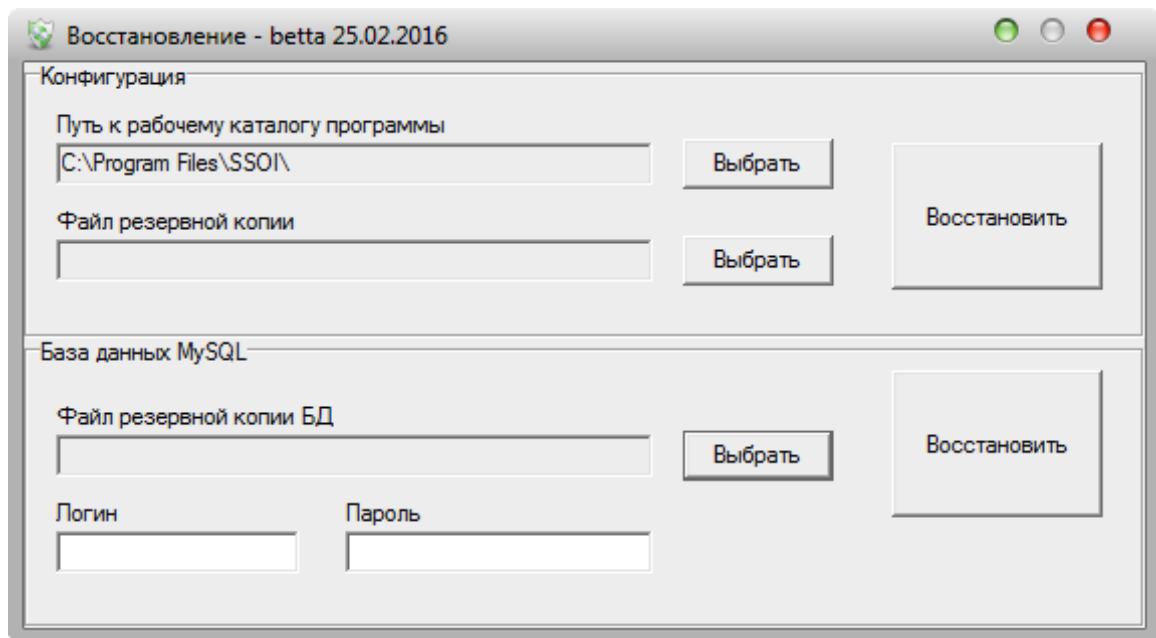 Восстановление - betta 25.02.2016
Конфигурация
Путь к рабочему каталогу программы
C:\Program Files\SSOI\
Выбрать
Восстановить
Файл резервной копии
Выбрать
База данных MySQL
Файл резервной копии БД
Выбрать
Восстановить
Логин
Пароль